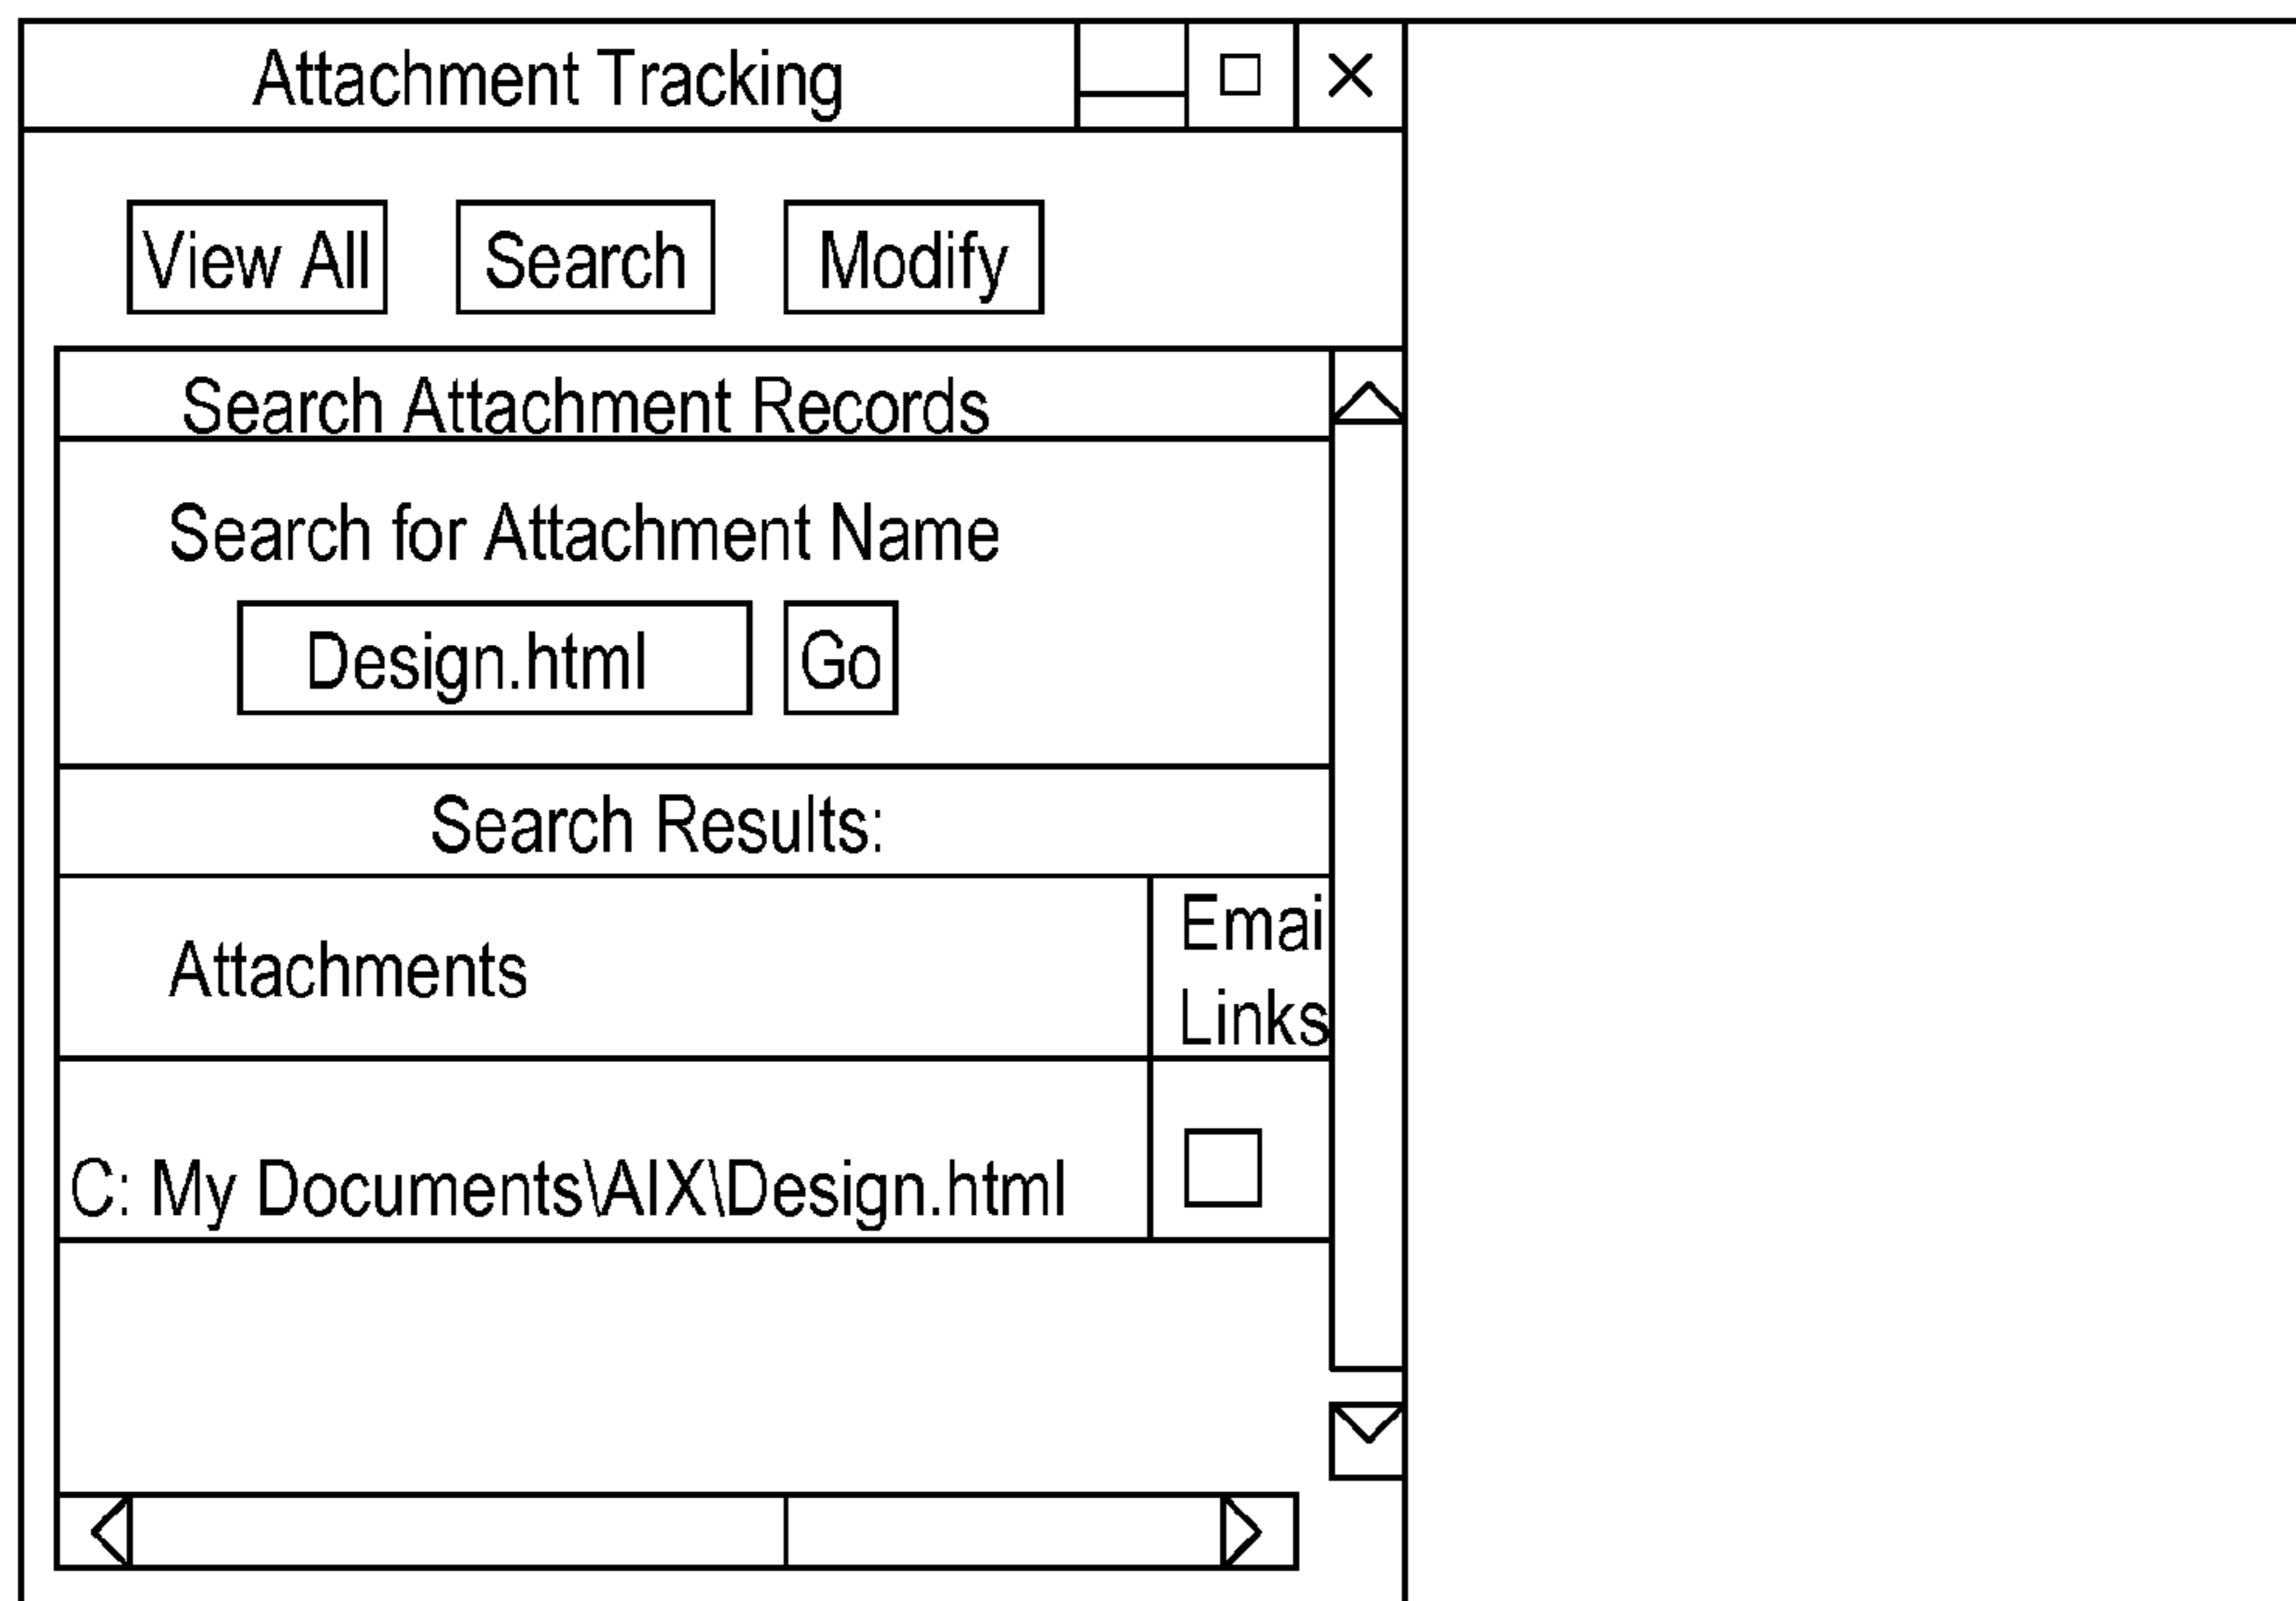 Attachment Tracking
View All Search Modify
Search Attachment Records
Search for Attachment Name
Design.html Go
Search Results:
Attachments
Emai
Links
C: My Documents\AIX\Design.html